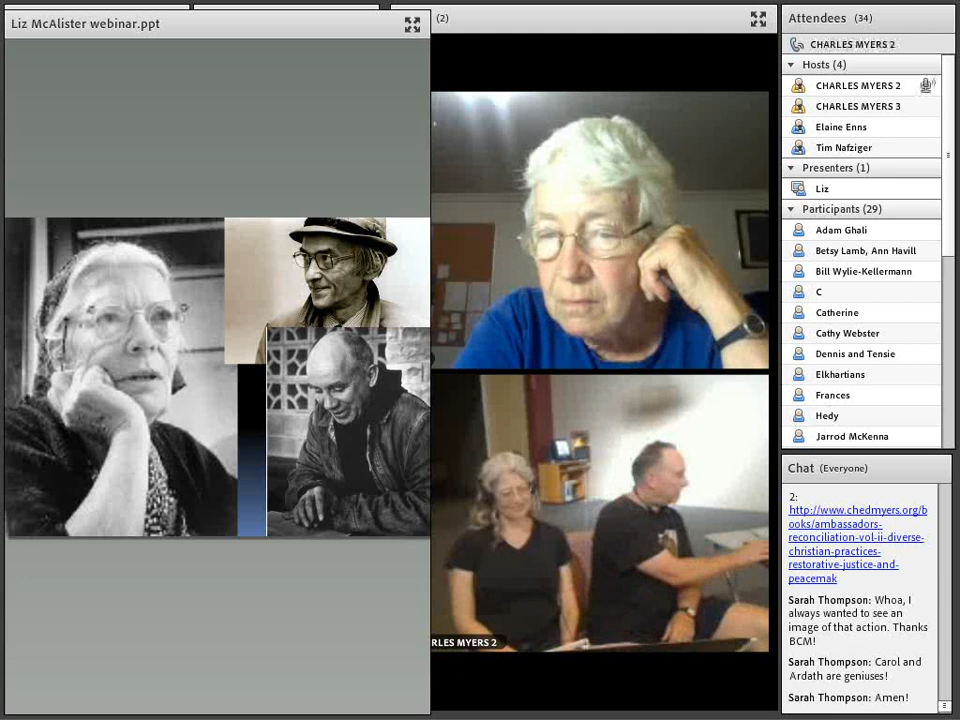 Liz McAlister webinar.ppt
(2)
RLES MYERS 2
Attendees (34)
CHARLES MYERS 2
Hosts (4)
CHARLES MYERS 2
CHARLES MYERS 3
Elaine Enns
Tim Nafziger
Presenters (1)
Liz
Participants (29)
Adam Ghali
Betsy Lamb, Ann Havill
Bill Wylie-Kellermann
C
Catherine
Cathy Webster
Dennis and Tensie
Elkhartians
Frances
Hedy
Jarrod McKenna
Chat (Everyone)
2:
http://www.chedmyers.org/b
ooks/ambassadors-
reconciliation-vol-ii-diverse-
christian-practices-
restorative-justice-and-
peacemak
Sarah Thompson: Whoa, I
always wanted to see an
image of that action. Thanks
BCM!
Sarah Thompson: Carol and
Ardath are geniuses!
Sarah Thompson: Amen!